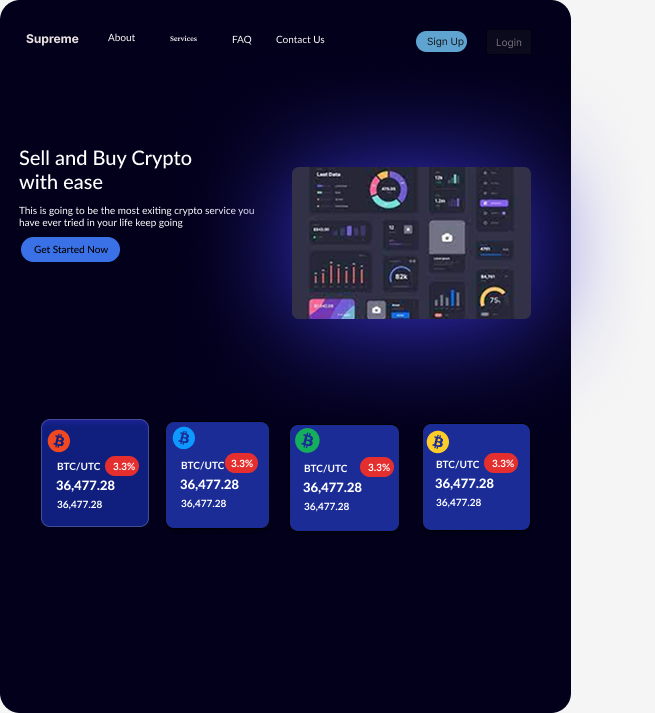 Supreme
About
Services
FAQ
Contact Us
Sign Up
Login
Sell and Buy Crypto
with ease
This is going to be the most exiting crypto service you
have ever tried in your life keep going
Get Started Now
Last Data
82k
75%
BTC/UTC 3.3%
36,477.28
36,477.28
BTC/UTC 3.3%
36,477.28
36,477.28
BTC/UTC 3.3%
36,477.28
36,477.28
BTC/UTC 3.3%
36,477.28
36,477.28